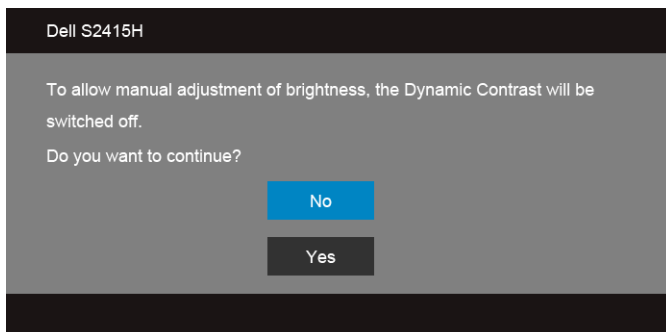 Dell S2415H
To allow manual adjustment of brightness, the Dynamic Contrast will be
switched off.
Do you want to continue?
No
Yes